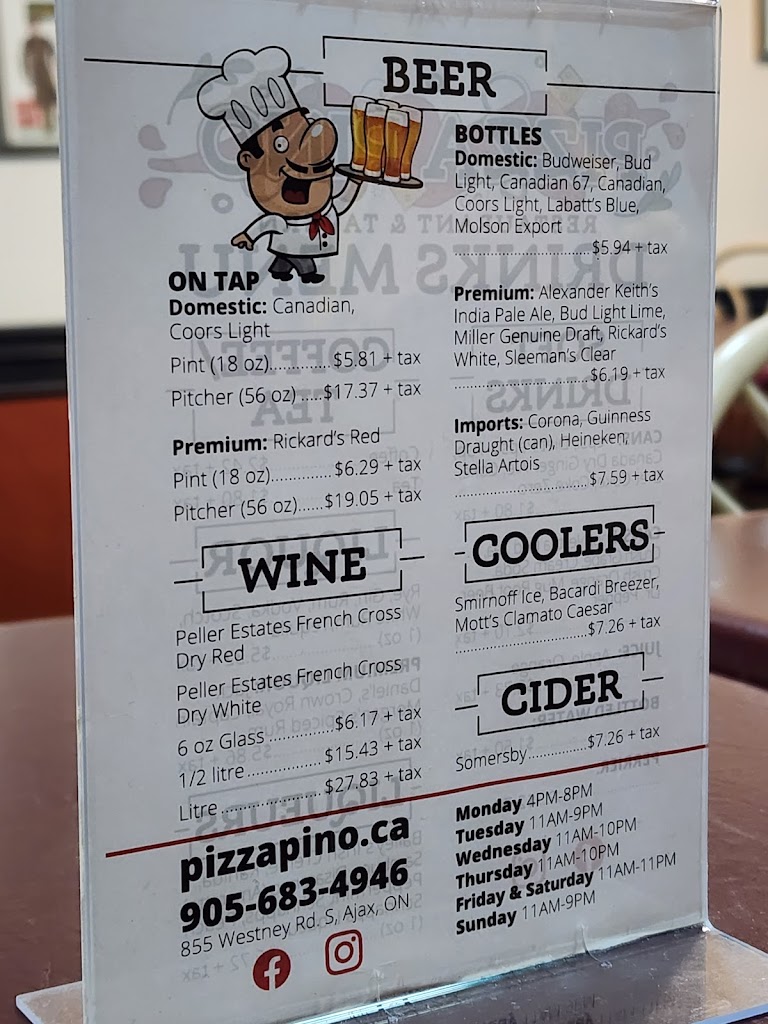 BEER
ON TAP
Domestic: Canadian,
Coors Light
Pint (18 oz)..............$5.81 + tax
Pitcher (56 oz) .....$17.37 + tax
Premium: Rickard's Red
Pint (18 oz)..............$6.29 + tax
Pitcher (56 oz)......$19.05 + tax
BOTTLES
Domestic: Budweiser, Bud
Light, Canadian 67, Canadian,
Coors Light, Labatt's Blue,
Molson Export
...............................$5.94 + tax
Premium: Alexander Keith's
India Pale Ale, Bud Light Lime,
Miller Genuine Draft, Rickard's
White, Sleeman's Clear
...............................$6.19 + tax
Imports: Corona, Guinness
Draught (can), Heineken,
Stella Artois
...............................$7.59 + tax
WINE
Peller Estates French Cross
Dry Red
Peller Estates French Cross
Dry White
6 oz Glass..............$6.17 + tax
1/2 litre................$15.43 + tax
Litre.....................$27.83 + tax
COOLERS
Smirnoff Ice, Bacardi Breezer,
Mott's Clamato Caesar
...............................$7.26 + tax
CIDER
Somersby..............$7.26 + tax
pizzapino.ca
905-683-4946
855 Westney Rd. S, Ajax, ON
Monday 4PM-8PM
Tuesday 11AM-9PM
Wednesday 11AM-10PM
Thursday 11AM-10PM
Friday & Saturday 11AM-11PM
Sunday 11AM-9PM